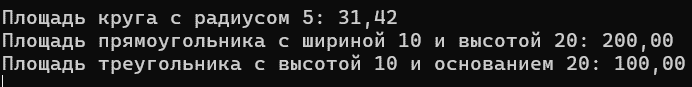 Площадь круга с радиусом 5: 31,42
Площадь прямоугольника с шириной 10 и высотой 20: 200,00
Площадь треугольника с высотой 10 и основанием 20: 100,00